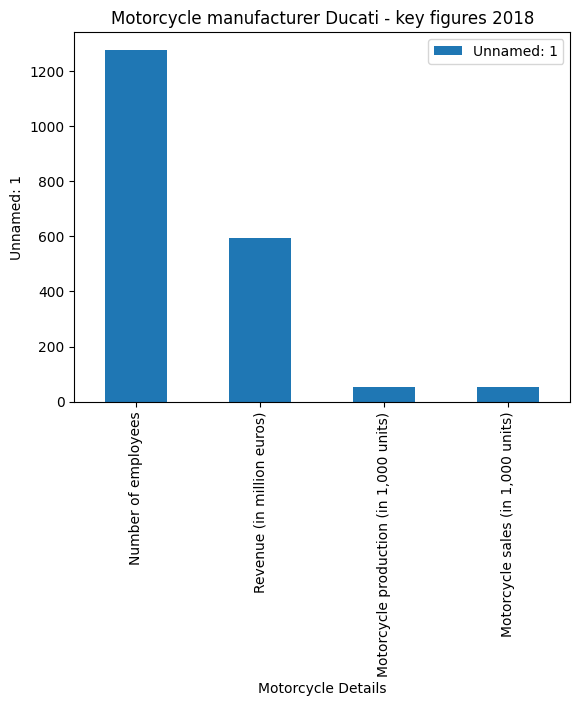 Motorcycle manufacturer Ducati - key figures 2018
Unnamed: 1
Unnamed: 1
1200
1000
800
600
400
200
0
Number of employees
Revenue (in million euros)
Motorcycle production (in 1,000 units)
Motorcycle sales (in 1,000 units)
Motorcycle Details